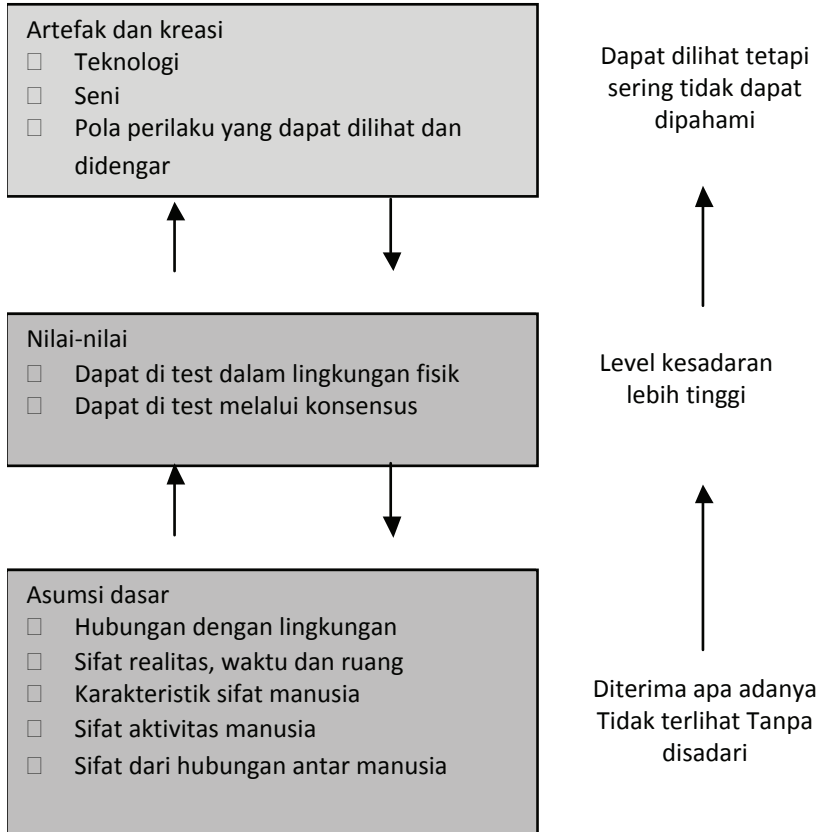 Artefak dan kreasi
□ Teknologi
□ Seni
□ Pola perilaku yang dapat dilihat dan
didengar
Dapat dilihat tetapi
sering tidak dapat
dipahami
Nilai-nilai
□ Dapat di test dalam lingkungan fisik
□ Dapat di test melalui konsensus
Level kesadaran
lebih tinggi
Asumsi dasar
□ Hubungan dengan lingkungan
□ Sifat realitas, waktu dan ruang
□ Karakteristik sifat manusia
□ Sifat aktivitas manusia
□ Sifat dari hubungan antar manusia
Diterima apa adanya
Tidak terlihat Tanpa
disadari